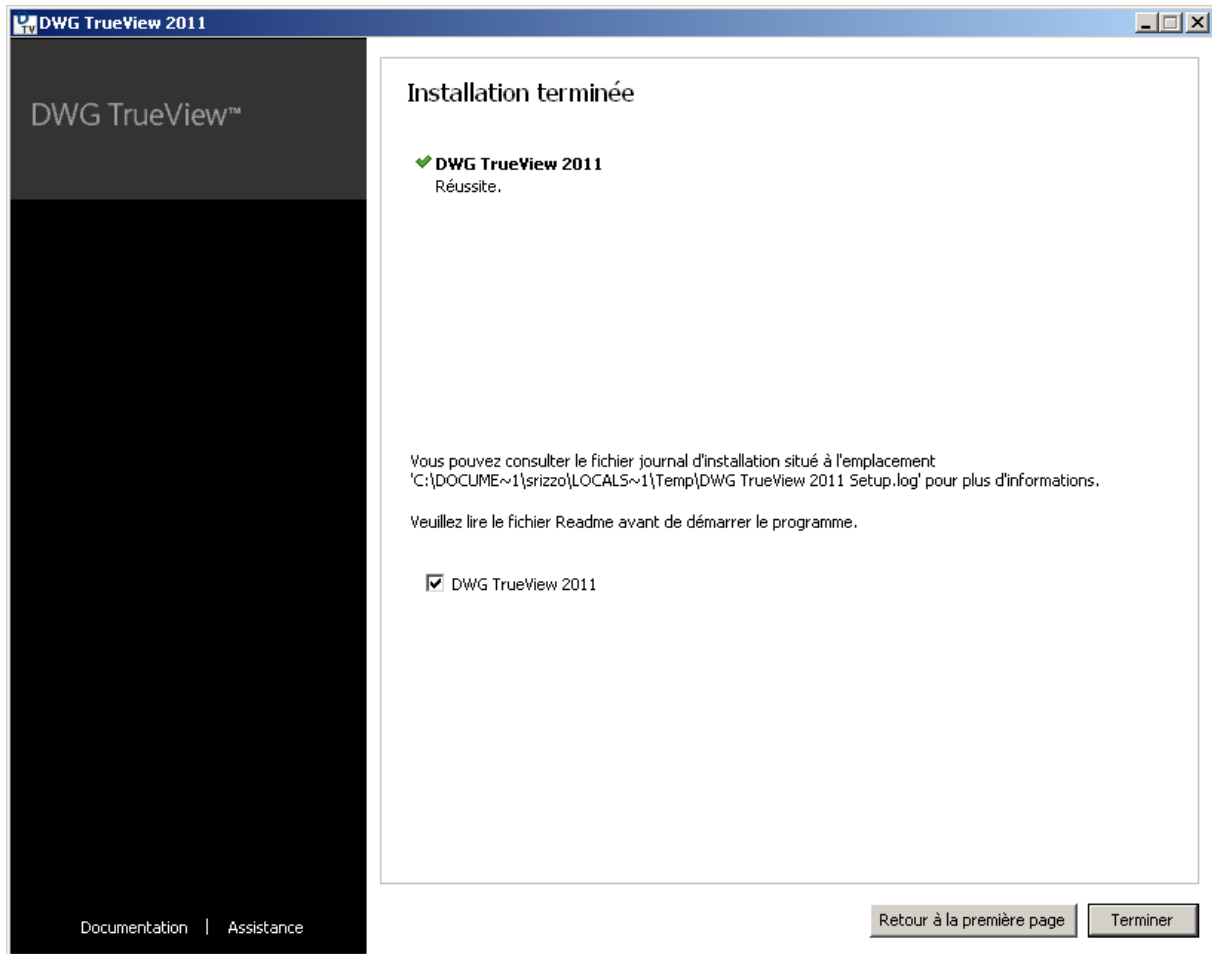 DWG TrueView 2011
DWG TrueView™
Installation terminée
DWG TrueView 2011
Réussite.
Vous pouvez consulter le fichier journal d'installation situé à l'emplacement
'C:\DOCUME~1\srizzo\LOCALS~1\Temp\DWG TrueView 2011 Setup.log' pour plus d'informations.
Veuillez lire le fichier Readme avant de démarrer le programme.
DWG TrueView 2011
Documentation | Assistance
Retour à la première page
Terminer